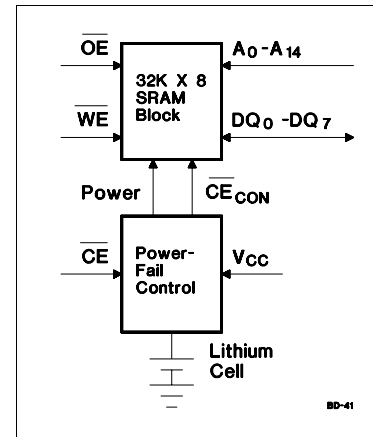 OE
A0-A14
32K X 8
SRAM
Block
WE
DQ0 -DQ7
Power
CECON
CE
Power-
Fail
Control
VCC
Lithium
Cell
BD-41